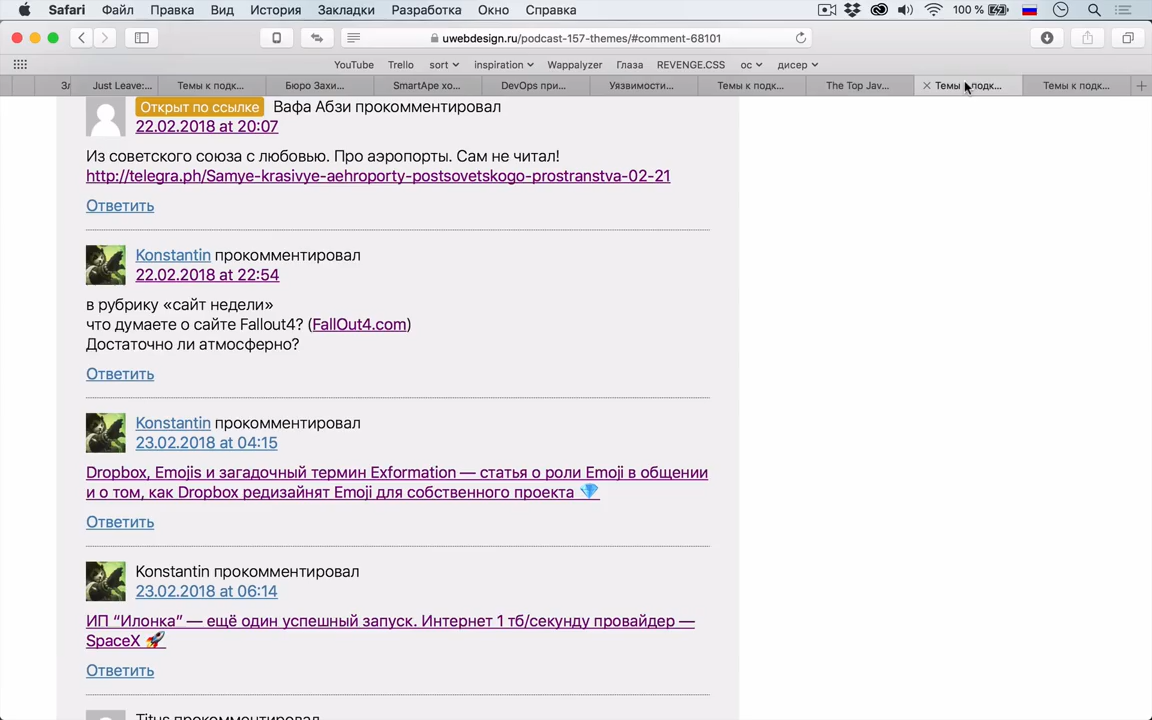 Safari Файл Правка Вид История Закладки Разработка Окно Справка 100 %
uwebdesign.ru/podcast-157-themes/#comment-68101
YouTube Trello sort inspiration Wappalyzer Глаза REVENGE.CSS ос дисер
Just Leave:... Темы к подк... Бюро Захи... SmartApe хо... DevOps при... Уязвимости... Темы к подк... The Top Jav... Темы к подк... Темы к подк...
Открыт по ссылке Вафа Абзи прокомментировал
22.02.2018 at 20:07
Из советского союза с любовью. Про аэропорты. Сам не читал!
http://telegra.ph/Samye-krasivye-aehroporty-postsovetskogo-prostranstva-02-21
Ответить
Konstantin прокомментировал
22.02.2018 at 22:54
в рубрику «сайт недели»
что думаете о сайте Fallout4? (FallOut4.com)
Достаточно ли атмосферно?
Ответить
Konstantin прокомментировал
23.02.2018 at 04:15
Dropbox, Emojis и загадочный термин Exformation — статья о роли Emoji в общении
и о том, как Dropbox редизайнят Emoji для собственного проекта 💎
Ответить
Konstantin прокомментировал
23.02.2018 at 06:14
ИП “Илонка” — ещё один успешный запуск. Интернет 1 тб/секунду провайдер —
SpaceX 🚀
Ответить
Titus прокомментировал